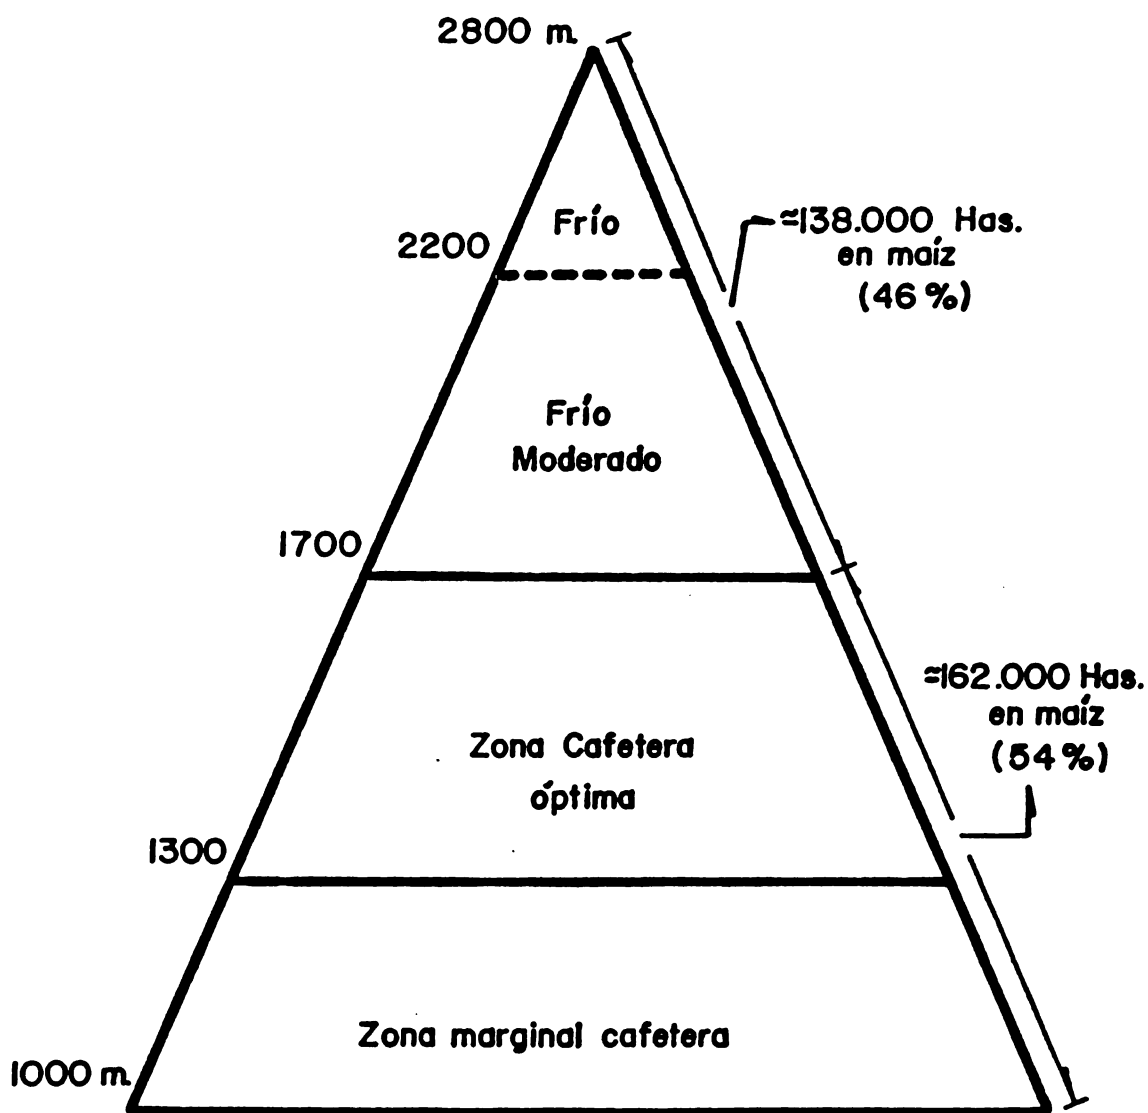 2800 m.
Frío
2200
≈138.000 Has.
en maíz
(46%)
Frío
Moderado
1700
≈162.000 Has.
en maíz
(54%)
Zona Cafetera
óptima
1300
Zona marginal cafetera
1000 m.